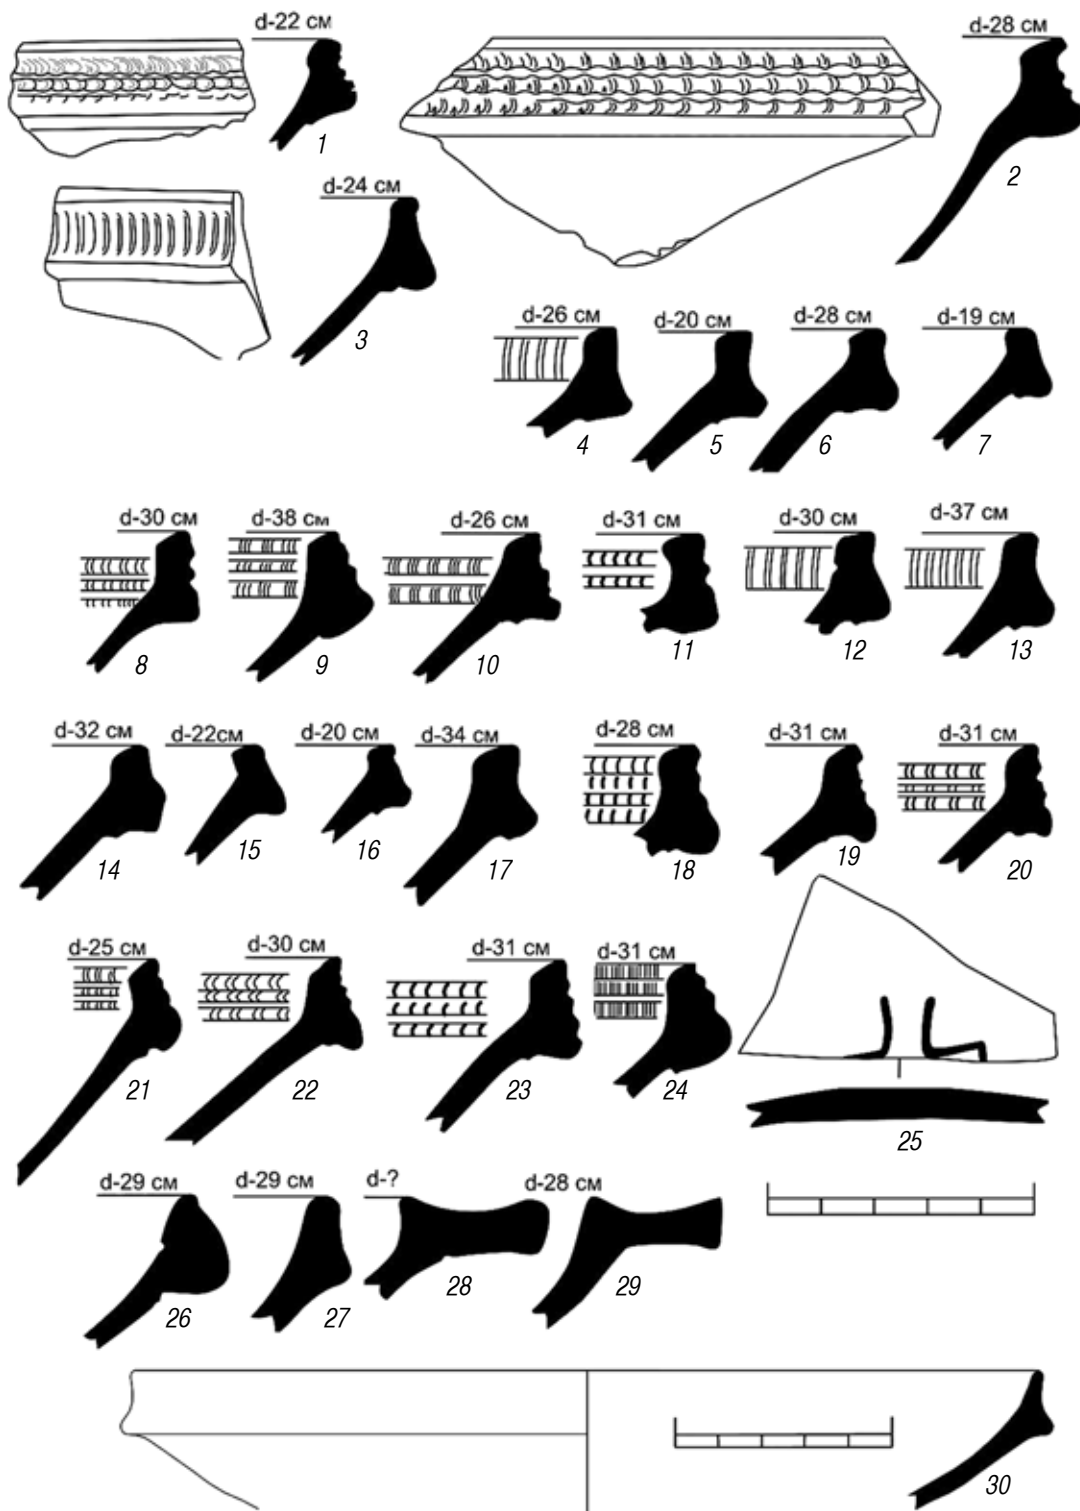 d-22 см
1
d-28 см
2
d-24 см
3
d-26 см
4
d-20 см
5
d-28 см
6
d-19 см
7
d-30 см
8
d-38 см
9
d-26 см
10
d-31 см
11
d-30 см
12
d-37 см
13
d-32 см
14
d-22см
15
d-20 см
16
d-34 см
17
d-28 см
18
d-31 см
19
d-31 см
20
d-25 см
21
d-30 см
22
d-31 см
23
d-31 см
24
25
d-29 см
26
d-29 см
27
d-?
28
d-28 см
29
30